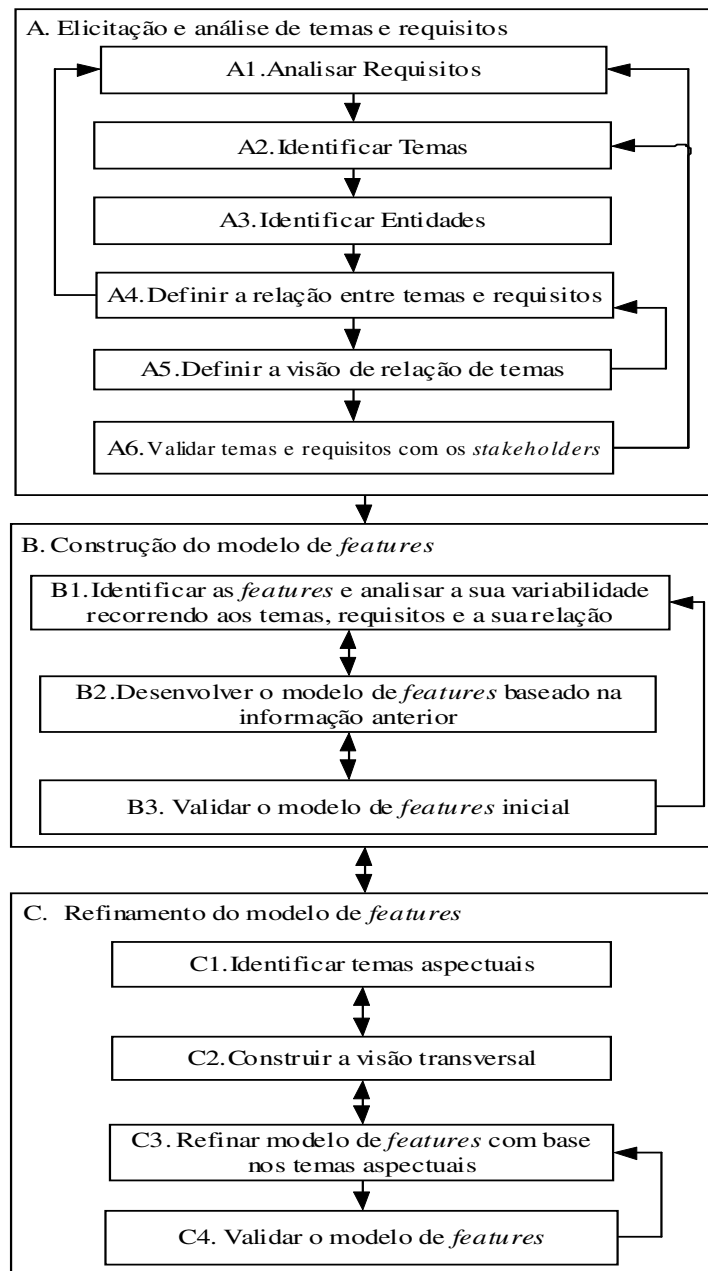 A. Elicitação e análise de temas e requisitos
A1.Analisar Requisitos
A2.Identificar Temas
A3.Identificar Entidades
A4.Definir a relação entre temas e requisitos
A5.Definir a visão de relação de temas
A6.Validar temas e requisitos com os stakeholders
B. Construção do modelo de features
B1.Identificar as features e analisar a sua variabilidade
recorrendo aos temas, requisitos e a sua relação
B2.Desenvolver o modelo de features baseado na
informação anterior
B3. Validar o modelo de features inicial
C. Refinamento do modelo de features
C1.Identificar temas aspectuais
C2.Construir a visão transversal
C3. Refinar modelo de features com base
nos temas aspectuais
C4. Validar o modelo de features